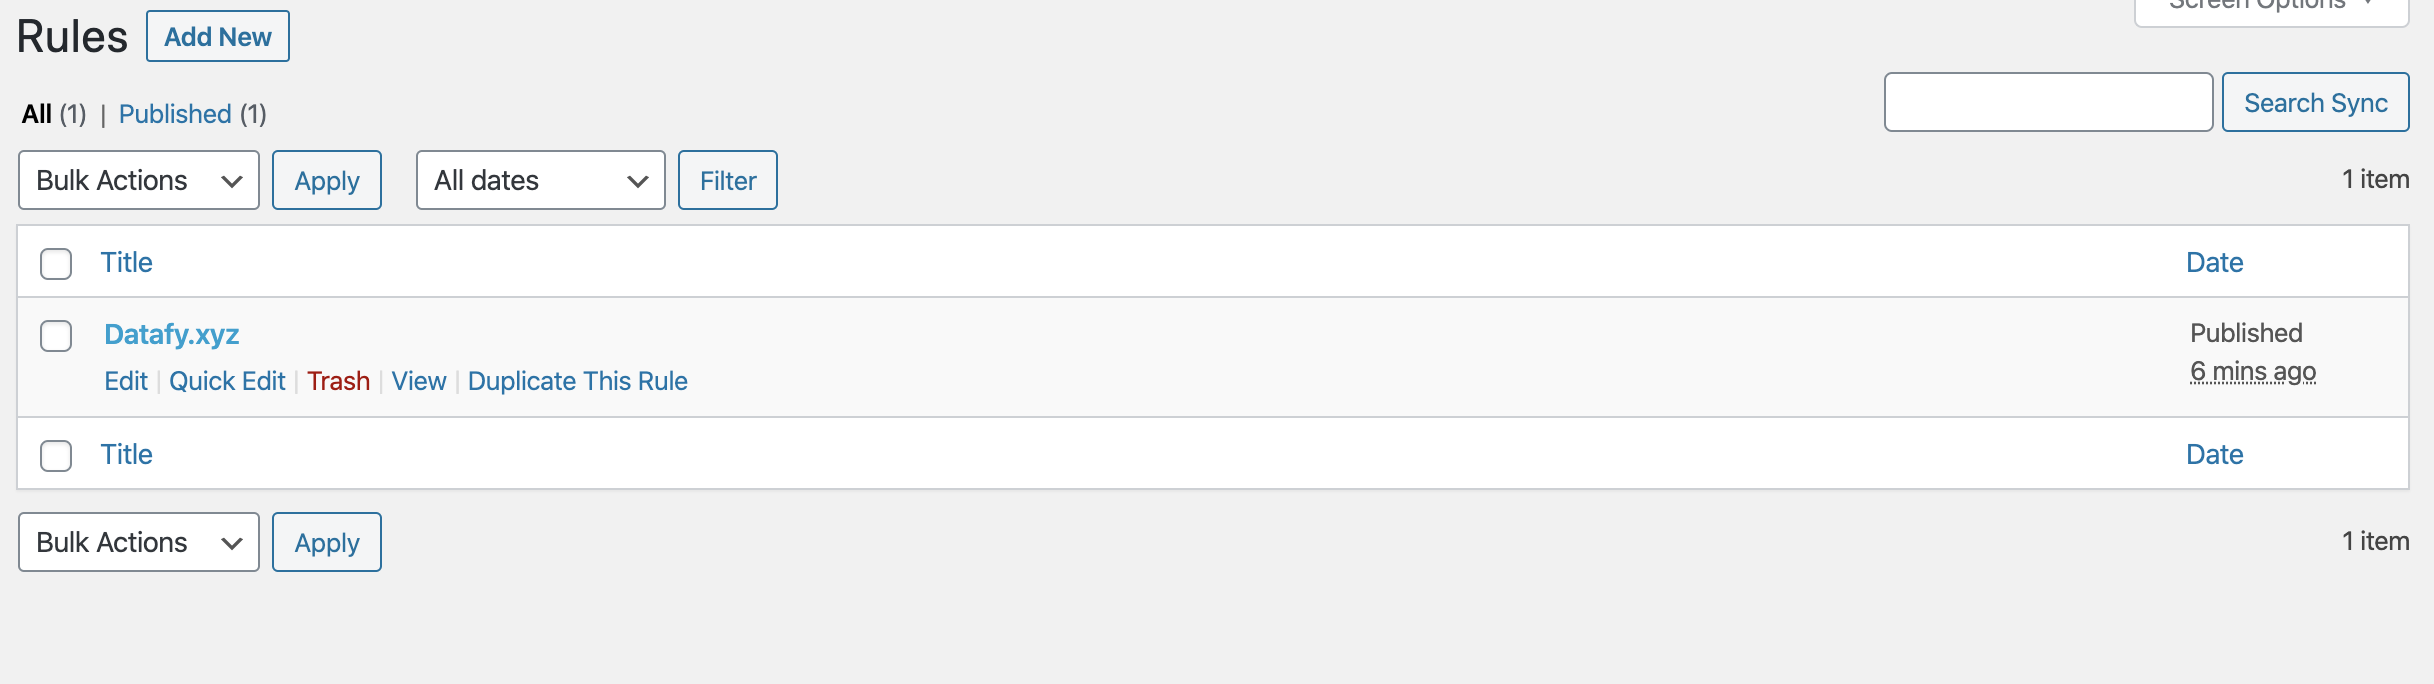 Screen Options
Rules Add New
All (1) | Published (1)
Search Sync
Bulk Actions Apply All dates Filter 1 item
Title Date
Datafy.xyz Published
Edit | Quick Edit | Trash | View | Duplicate This Rule 6 mins ago
Title Date
Bulk Actions Apply 1 item